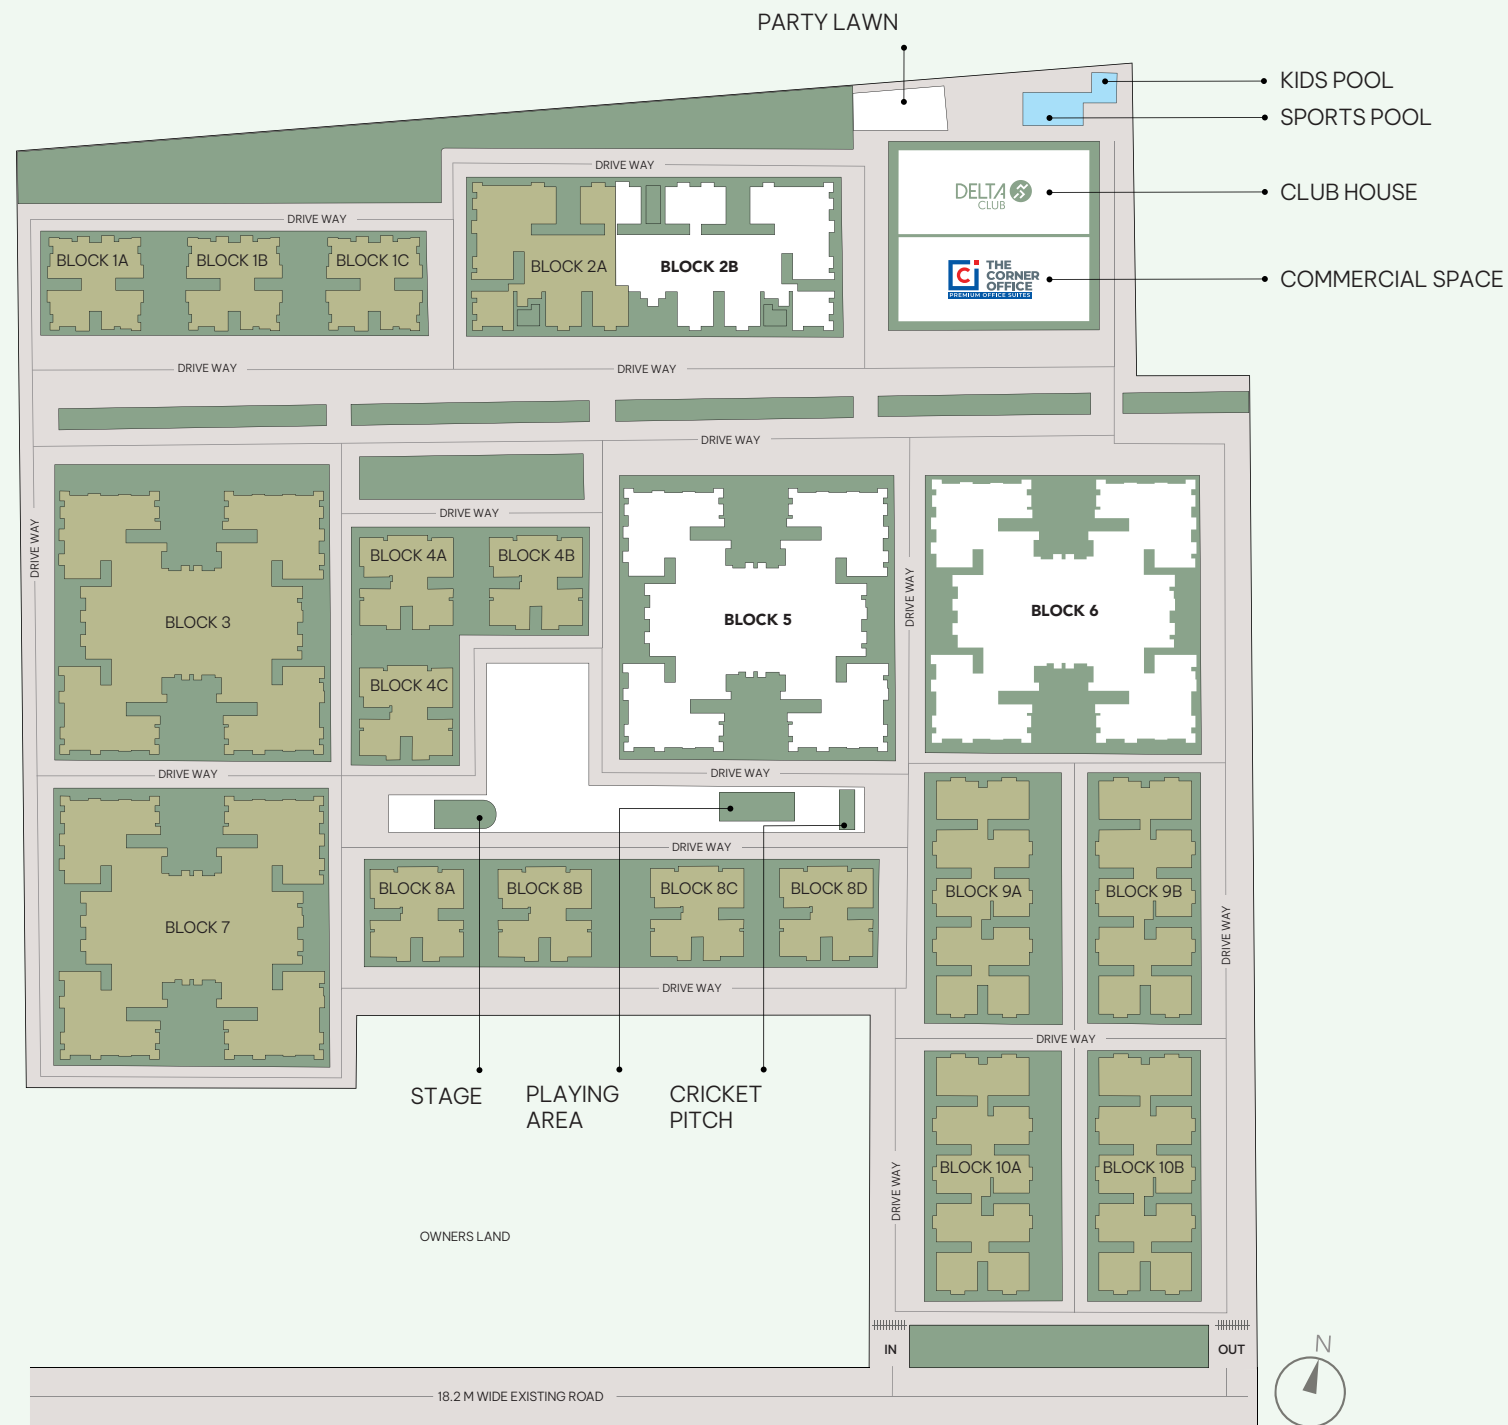 PARTY LAWN
KIDS POOL
SPORTS POOL
DRIVE WAY
DELTA
CLUB
CLUB HOUSE
DRIVE WAY
BLOCK 1A
BLOCK 1B
BLOCK 1C
BLOCK 2A
BLOCK 2B
THE
CORNER
OFFICE
PREMIUM OFFICE SUITES
COMMERCIAL SPACE
DRIVE WAY
DRIVE WAY
DRIVE WAY
DRIVE WAY
DRIVE WAY
BLOCK 4A
BLOCK 4B
DRIVE WAY
BLOCK 3
BLOCK 5
BLOCK 6
BLOCK 4C
DRIVE WAY
DRIVE WAY
DRIVE WAY
BLOCK 8A
BLOCK 8B
BLOCK 8C
BLOCK 8D
BLOCK 9A
BLOCK 9B
BLOCK 7
DRIVE WAY
DRIVE WAY
DRIVE WAY
STAGE
PLAYING
AREA
CRICKET
PITCH
BLOCK 10A
BLOCK 10B
DRIVE WAY
OWNERS LAND
IN
OUT
N
18.2 M WIDE EXISTING ROAD